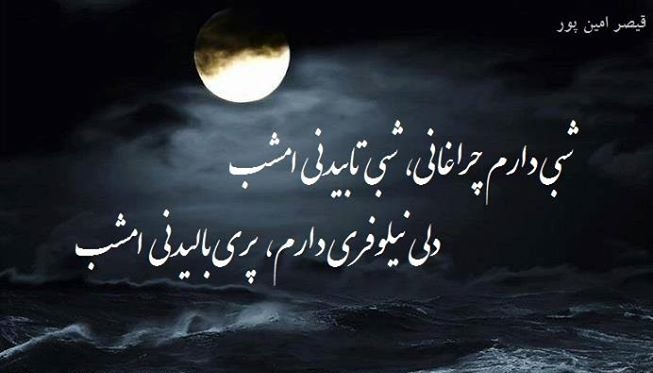 قیصر امین پور
شبی دارم چراغانی، شبی تابیدنی امشب
دلی نیلوفری دارم، پری بالیدنی امشب